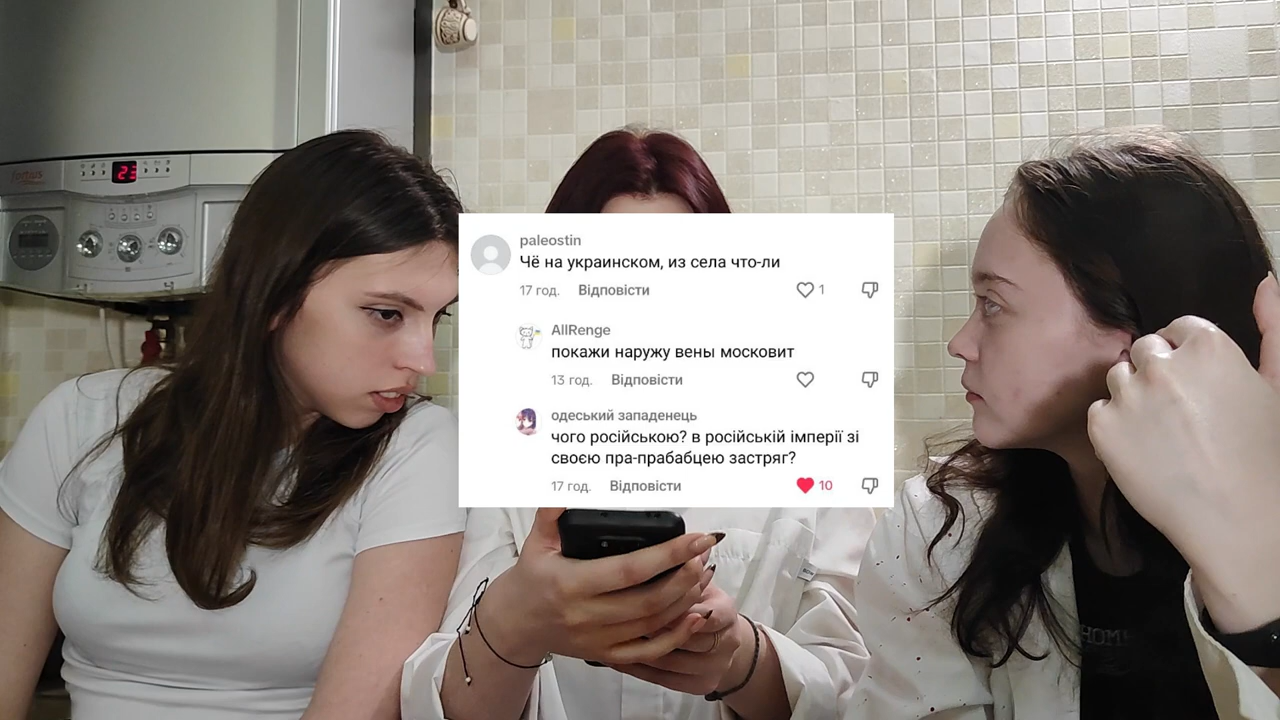 23
paleostin
Чё на украинском, из села что-ли
17 год. Відповісти 1
AllRenge
покажи наружу вены московит
13 год. Відповісти
одеський западенець
чого російською? в російській імперії зі
своєю пра-прабабцею застряг?
17 год. Відповісти 10